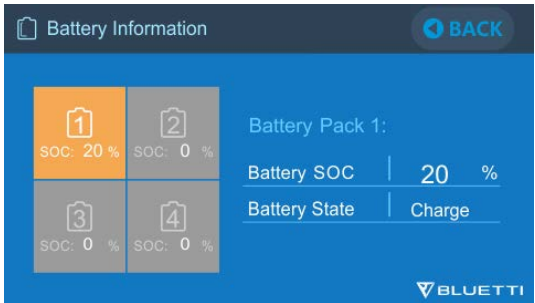 Battery Information
BACK
1
SOC: 20 %
2
SOC: 0 %
3
SOC: 0 %
4
SOC: 0 %
Battery Pack 1:
Battery SOC 20 %
Battery State Charge
BLUETTI